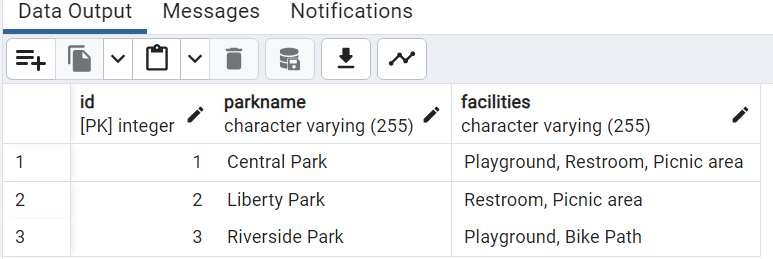 Data Output Messages Notifications
id parkname facilities
[PK] integer character varying (255) character varying (255)
1 1 Central Park Playground, Restroom, Picnic area
2 2 Liberty Park Restroom, Picnic area
3 3 Riverside Park Playground, Bike Path